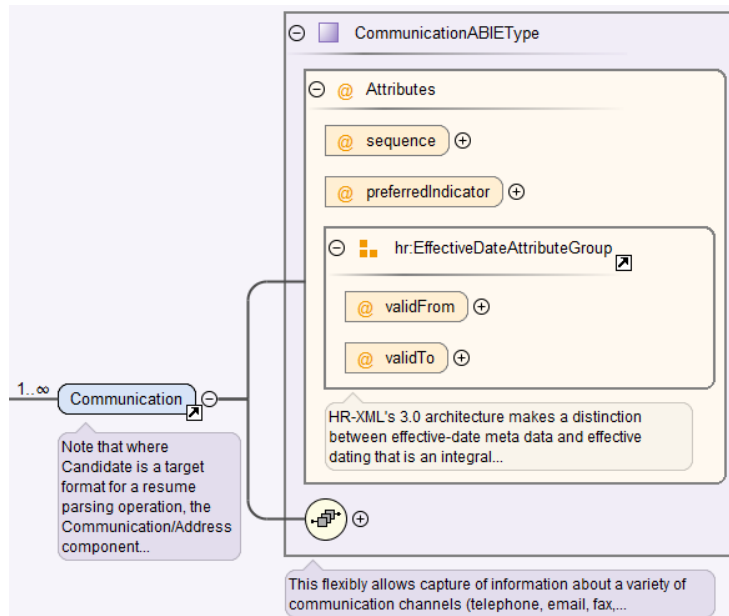 CommunicationABIEType
@ Attributes
@ sequence
@ preferredIndicator
hr:EffectiveDateAttributeGroup
@ validFrom
@ validTo
HR-XML's 3.0 architecture makes a distinction
between effective-date meta data and effective
dating that is an integral...
1..∞
Communication
Note that where
Candidate is a target
format for a resume
parsing operation, the
Communication/Address
component...
This flexibly allows capture of information about a variety of
communication channels (telephone, email, fax,...